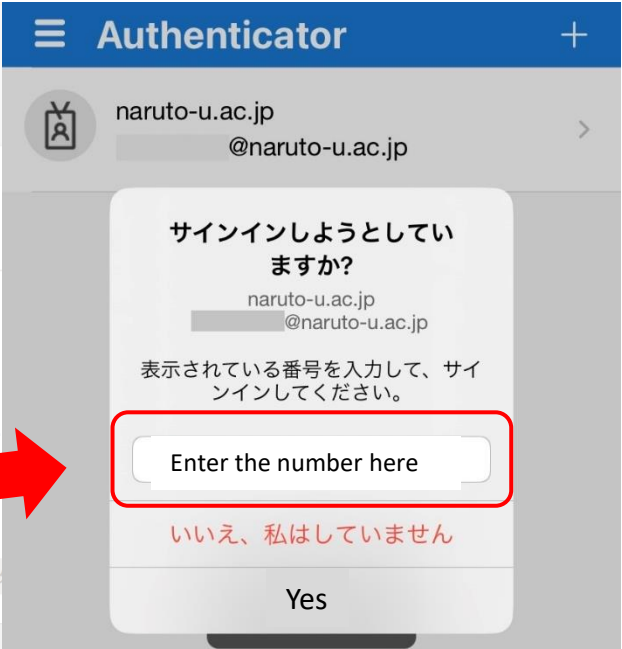 Authenticator
naruto-u.ac.jp
@naruto-u.ac.jp
サインインしようとしてい
ますか?
naruto-u.ac.jp
@naruto-u.ac.jp
表示されている番号を入力して、サイ
ンインしてください。
Enter the number here
いいえ、私はしていません
Yes